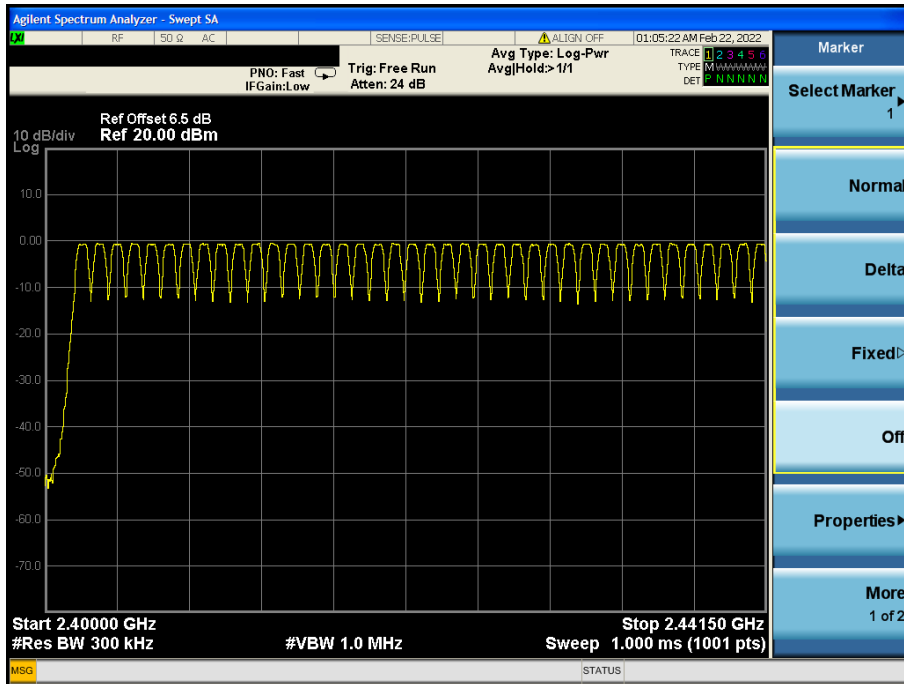 Agilent Spectrum Analyzer - Swept SA
LXI RF 50 Ω AC SENSE:PULSE ALIGN OFF 01:05:22 AM Feb 22, 2022
PNO: Fast
IFGain:Low
Trig: Free Run
Atten: 24 dB
Avg Type: Log-Pwr
Avg|Hold:>1/1
TRACE 1 2 3 4 5 6
TYPE M WWWWW
DET P N N N N N
Ref Offset 6.5 dB
10 dB/div Ref 20.00 dBm
Log
10.0
0.00
-10.0
-20.0
-30.0
-40.0
-50.0
-60.0
-70.0
Start 2.40000 GHz Stop 2.44150 GHz
#Res BW 300 kHz #VBW 1.0 MHz Sweep 1.000 ms (1001 pts)
MSG STATUS
Marker
Select Marker
1
Normal
Delta
Fixed
Off
Properties
More
1 of 2